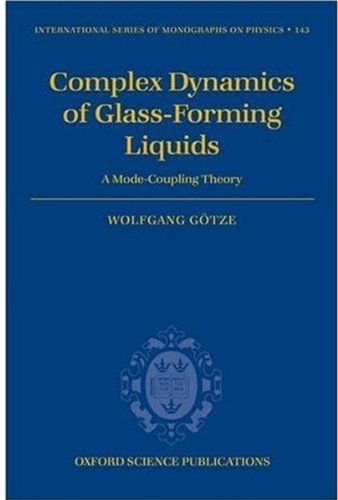 INTERNATIONAL SERIES OF MONOGRAPHS ON PHYSICS • 143
Complex Dynamics
of Glass-Forming
Liquids
A Mode-Coupling Theory
WOLFGANG GÖTZE
OXFORD SCIENCE PUBLICATIONS